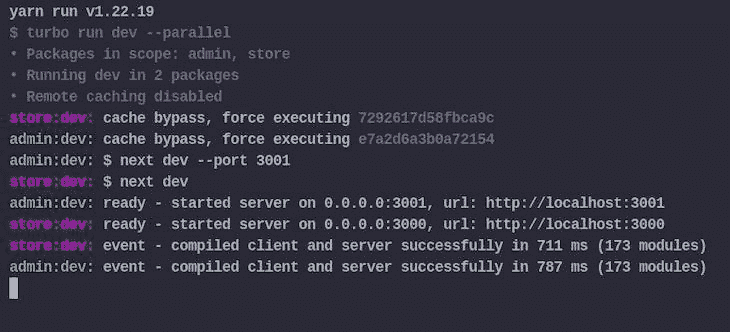 yarn run v1.22.19
$ turbo run dev --parallel
• Packages in scope: admin, store
• Running dev in 2 packages
• Remote caching disabled
store:dev: cache bypass, force executing 7292617d58fbca9c
admin:dev: cache bypass, force executing e7a2d6a3b0a72154
admin:dev: $ next dev --port 3001
store:dev: $ next dev
admin:dev: ready - started server on 0.0.0.0:3001, url: http://localhost:3001
store:dev: ready - started server on 0.0.0.0:3000, url: http://localhost:3000
store:dev: event - compiled client and server successfully in 711 ms (173 modules)
admin:dev: event - compiled client and server successfully in 787 ms (173 modules)